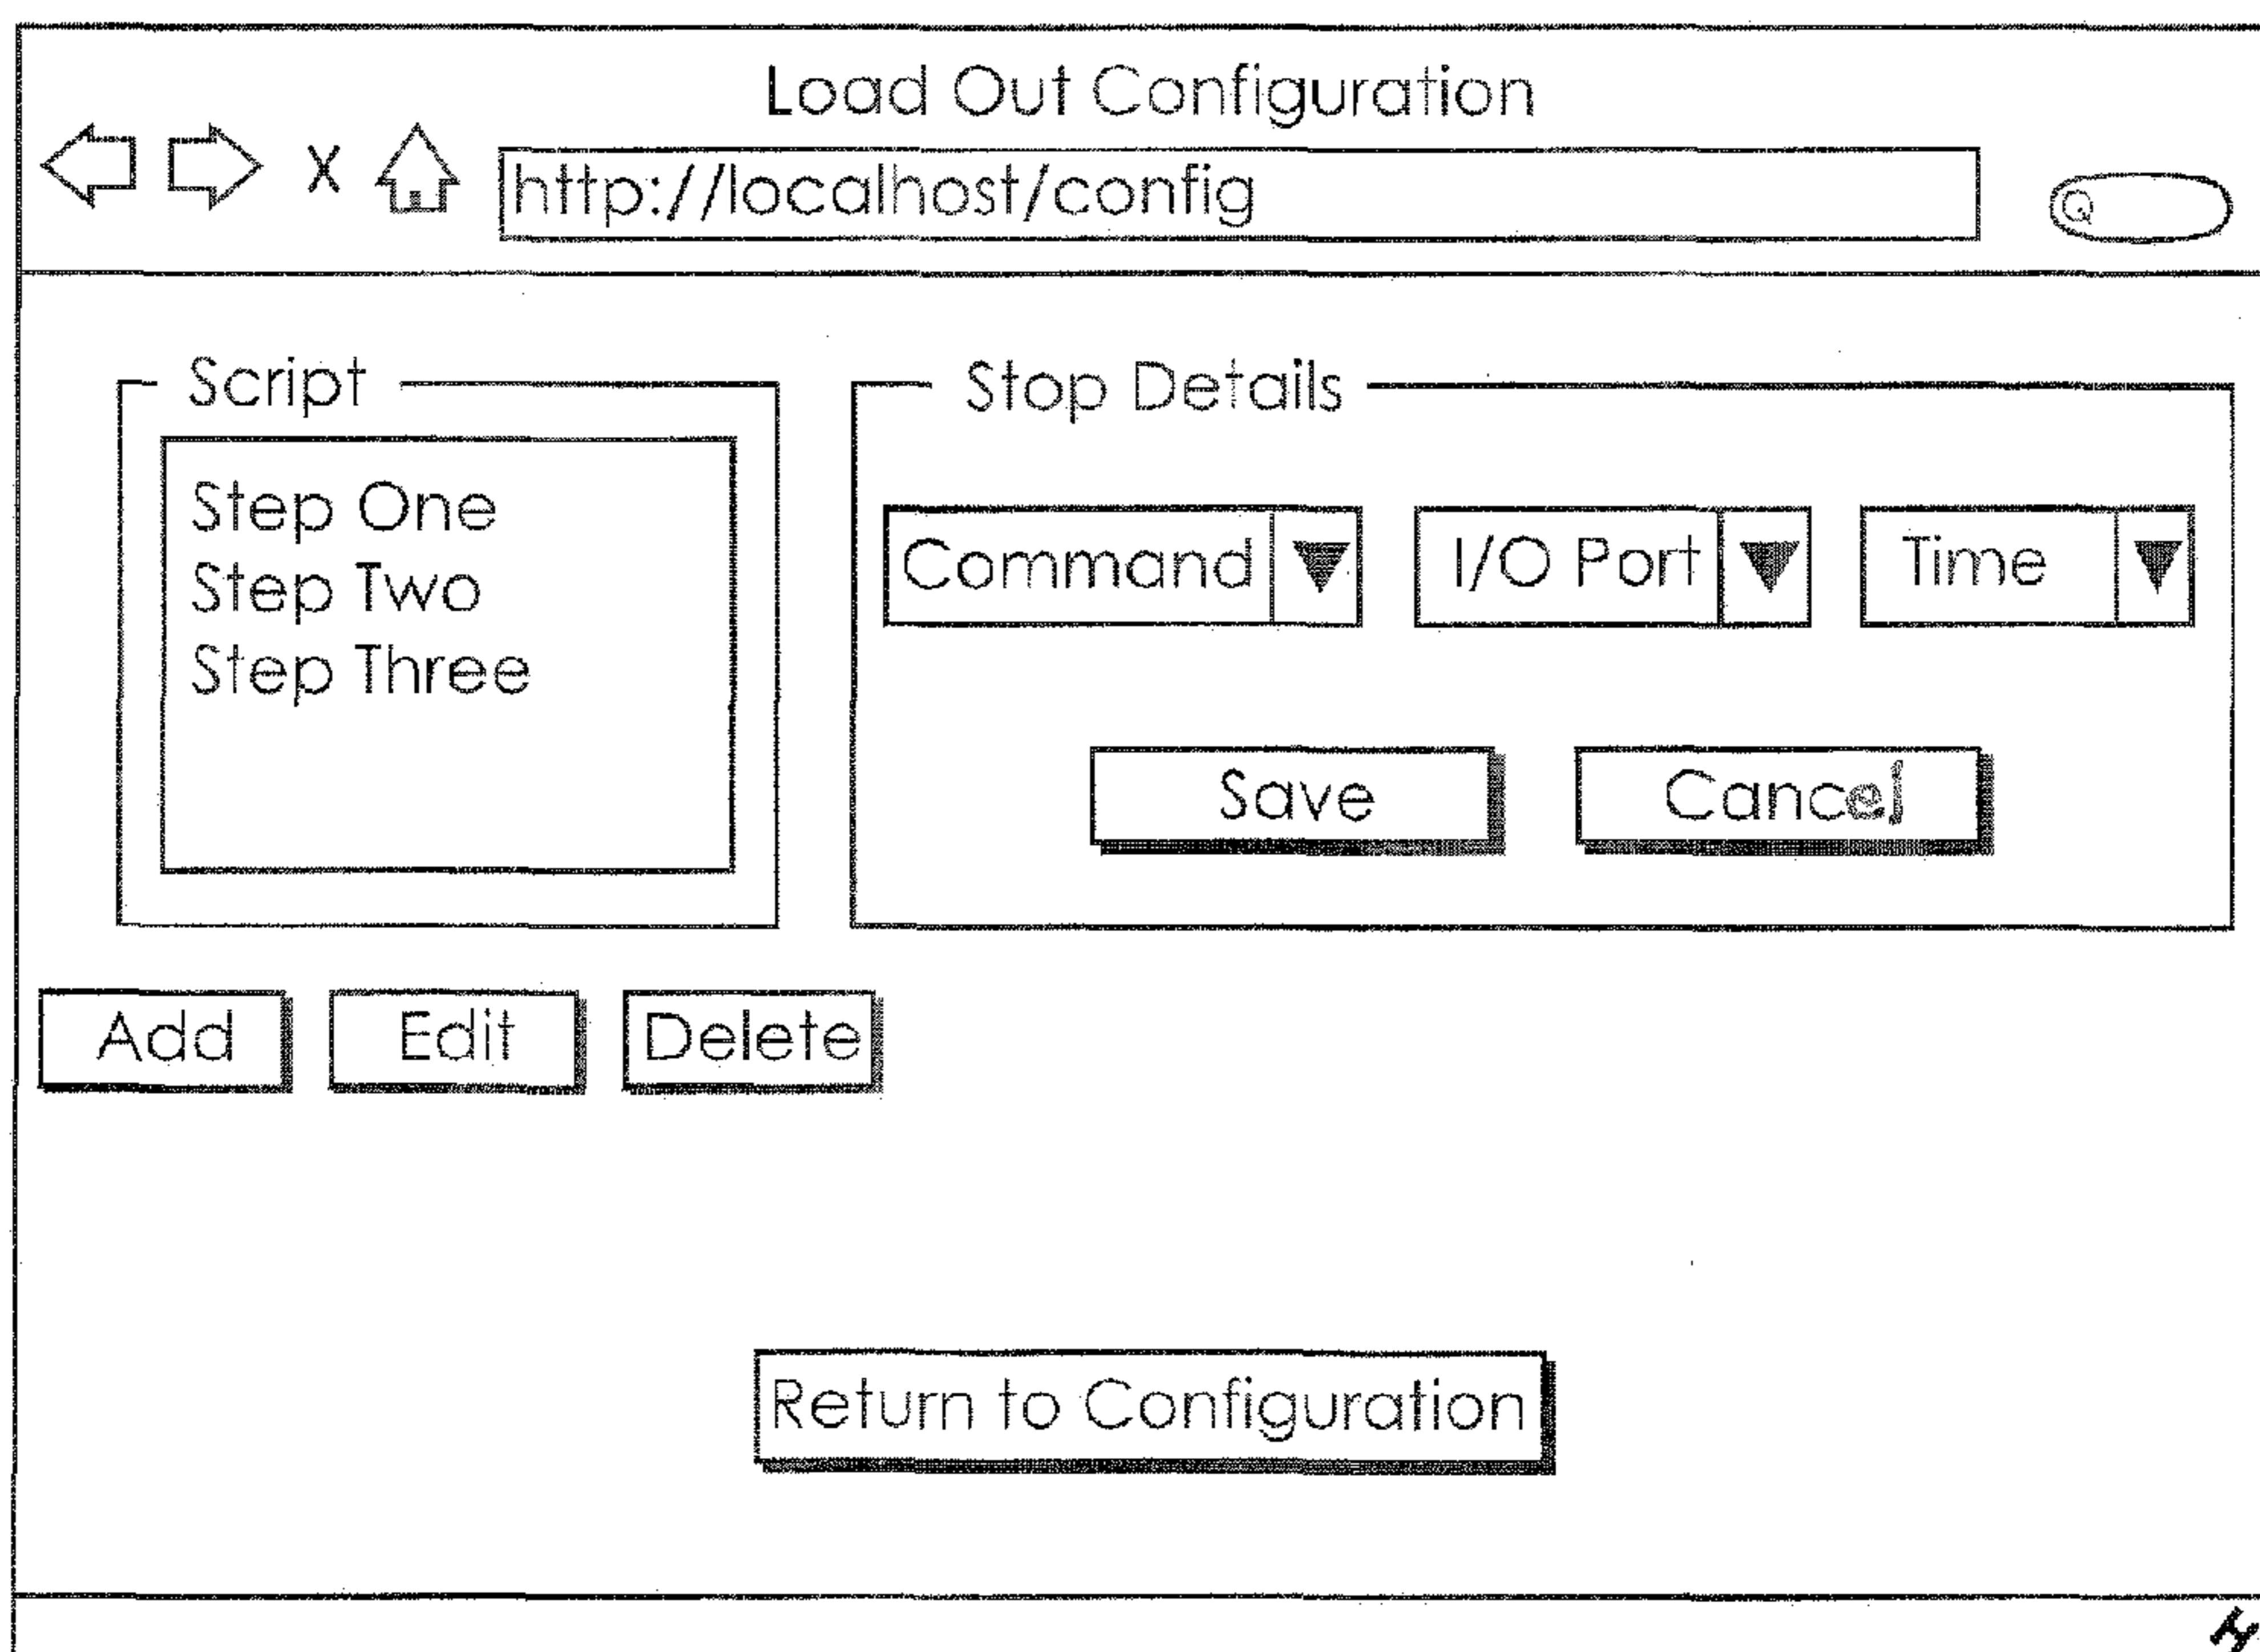 Load Out Configuration
X
http://localhost/config
Script
Step One
Step Two
Step Three
Stop Details
Command
I/O Port
Time
Save
Cancel
Add
Edit
Delete
Return to Configuration